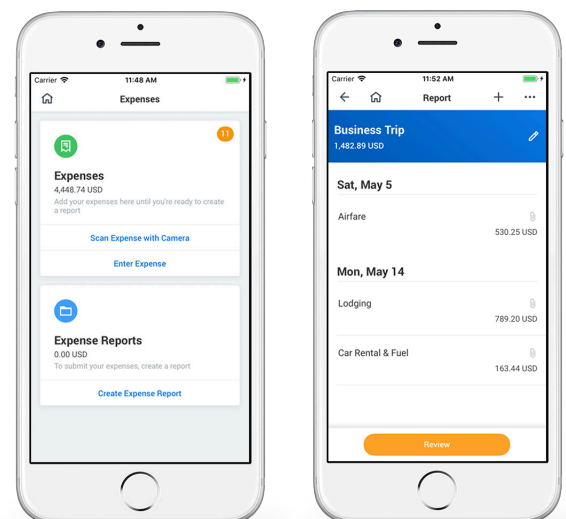 Carrier
11:48 AM
Expenses
11
Expenses
4,448.74 USD
Add your expenses here until you're ready to create
a report
Scan Expense with Camera
Enter Expense
Expense Reports
0.00 USD
To submit your expenses, create a report
Create Expense Report
Carrier
11:52 AM
Report
Business Trip
1,482.89 USD
Sat, May 5
Airfare
530.25 USD
Mon, May 14
Lodging
789.20 USD
Car Rental & Fuel
163.44 USD
Review